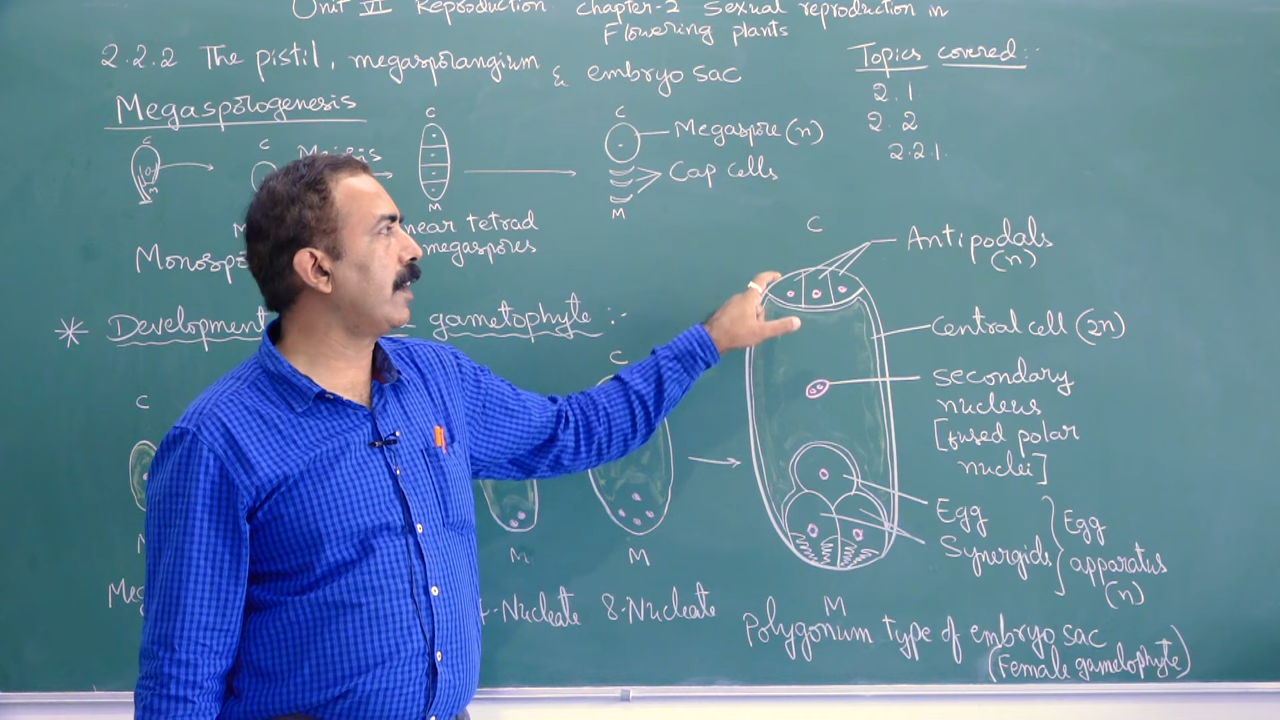 Unit VI Reproduction chapter-2 Sexual reproduction in
Flowering plants
2.2.2 The pistil, megasporangium & embryo sac
Topics covered:-
2.1
2.2
2.2.1.
Megasporogenesis
C
M
C
Meiosis
C
M
C
Megaspore (n)
Cap cells
M
near tetrad
megaspores
C
Antipodals
(n)
Central cell (2n)
Secondary
nucleus
[fused polar
nuclei]
Egg
Synergids
Egg
apparatus
(n)
M
* Development gametophyte :-
C
C
M
M
4-Nucleate 8-Nucleate
Polygonum type of embryo sac
(Female gametophyte)